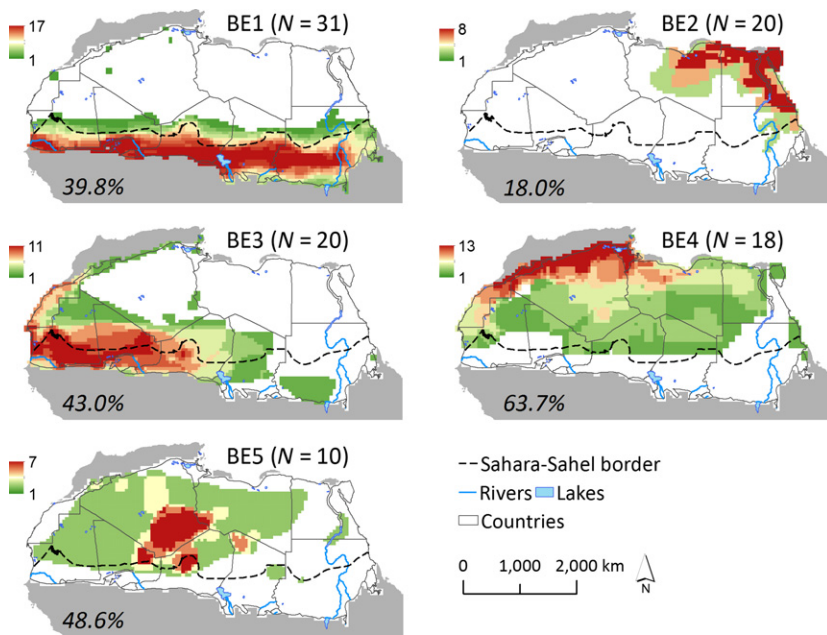 BE1 (N = 31)
17
1
39.8%
BE2 (N = 20)
8
1
18.0%
BE3 (N = 20)
11
1
43.0%
BE4 (N = 18)
13
1
63.7%
BE5 (N = 10)
7
1
48.6%
Sahara-Sahel border
Rivers Lakes
Countries
0 1,000 2,000 km
N